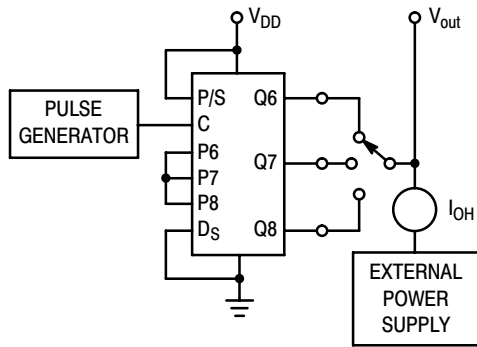 VDD
Vout
P/S
C
P6
P7
P8
DS
Q6
Q7
Q8
PULSE
GENERATOR
IOH
EXTERNAL
POWER
SUPPLY